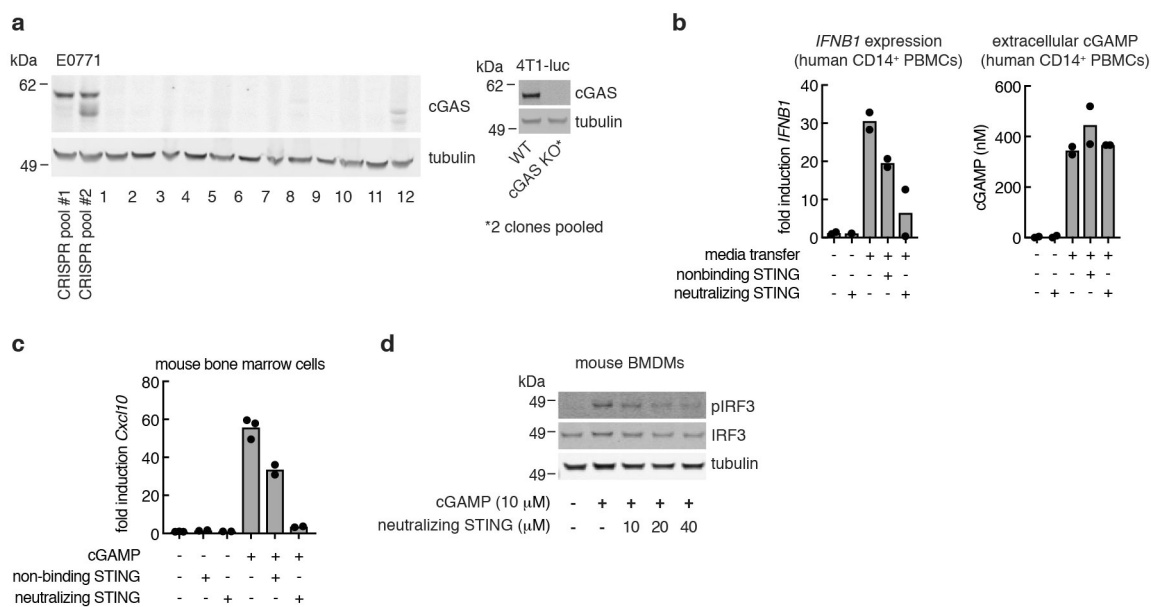 a
kDa
E0771
62
49
cGAS
tubulin
CRISPR pool #1
CRISPR pool #2
1 2 3 4 5 6 7 8 9 10 11 12
kDa
4T1-luc
62
49
cGAS
tubulin
WT
cGAS KO*
*2 clones pooled
b
IFNB1 expression
(human CD14+ PBMCs)
fold induction IFNB1
40
30
20
10
0
extracellular cGAMP
(human CD14+ PBMCs)
cGAMP (nM)
600
400
200
0
media transfer - - + + + - - + + +
nonbinding STING - - - + - - - - + -
neutralizing STING - + - - + - + - - +
c
mouse bone marrow cells
fold induction Cxcl10
80
60
40
20
0
cGAMP - - - + + +
non-binding STING - + - - + -
neutralizing STING - - + - - +
d
mouse BMDMs
kDa
49 pIRF3
49 IRF3
49 tubulin
cGAMP (10 μM) - + + + +
neutralizing STING (μM) - - 10 20 40